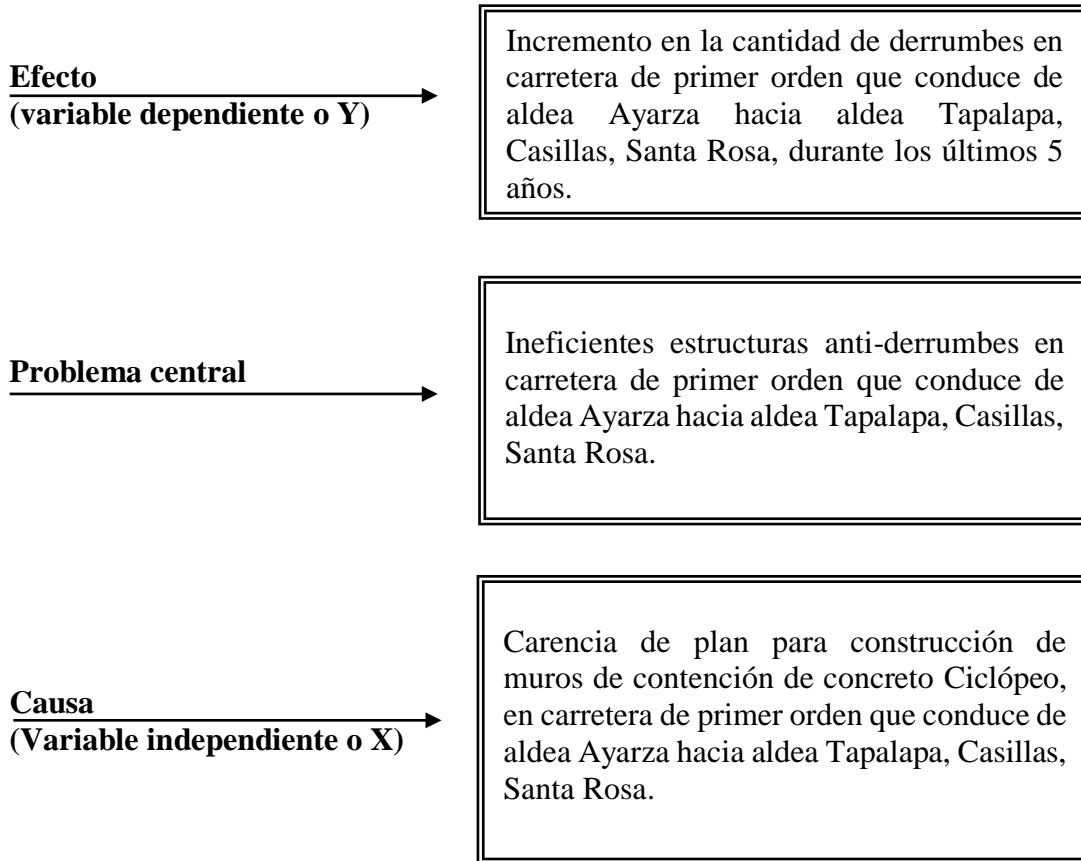 Efecto
(variable dependiente o Y)
Incremento en la cantidad de derrumbes en
carretera de primer orden que conduce de
aldea Ayarza hacia aldea Tapalapa,
Casillas, Santa Rosa, durante los últimos 5
años.
Problema central
Ineficientes estructuras anti-derrumbes en
carretera de primer orden que conduce de
aldea Ayarza hacia aldea Tapalapa, Casillas,
Santa Rosa.
Causa
(Variable independiente o X)
Carencia de plan para construcción de
muros de contención de concreto Ciclópeo,
en carretera de primer orden que conduce de
aldea Ayarza hacia aldea Tapalapa, Casillas,
Santa Rosa.